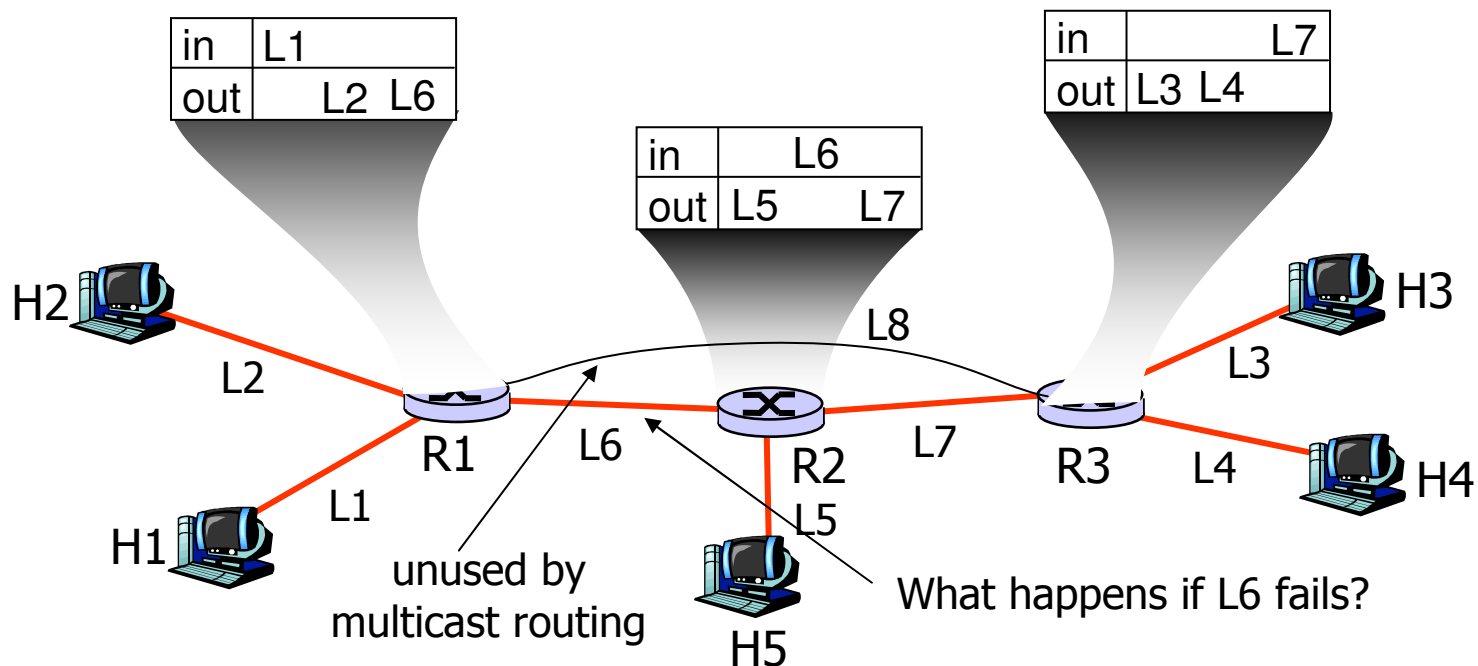 in L1
out L2 L6
in L7
out L3 L4
in L6
out L5 L7
H2
H3
L8
L2
L3
R1
L6
R2
L7
R3
L4
H4
L1
L5
H1
unused by
multicast routing
What happens if L6 fails?
H5